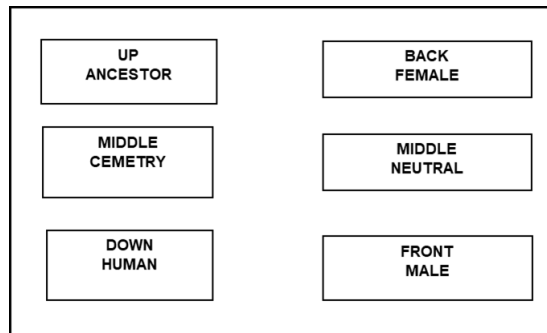 UP
ANCESTOR
BACK
FEMALE
MIDDLE
CEMETRY
MIDDLE
NEUTRAL
DOWN
HUMAN
FRONT
MALE